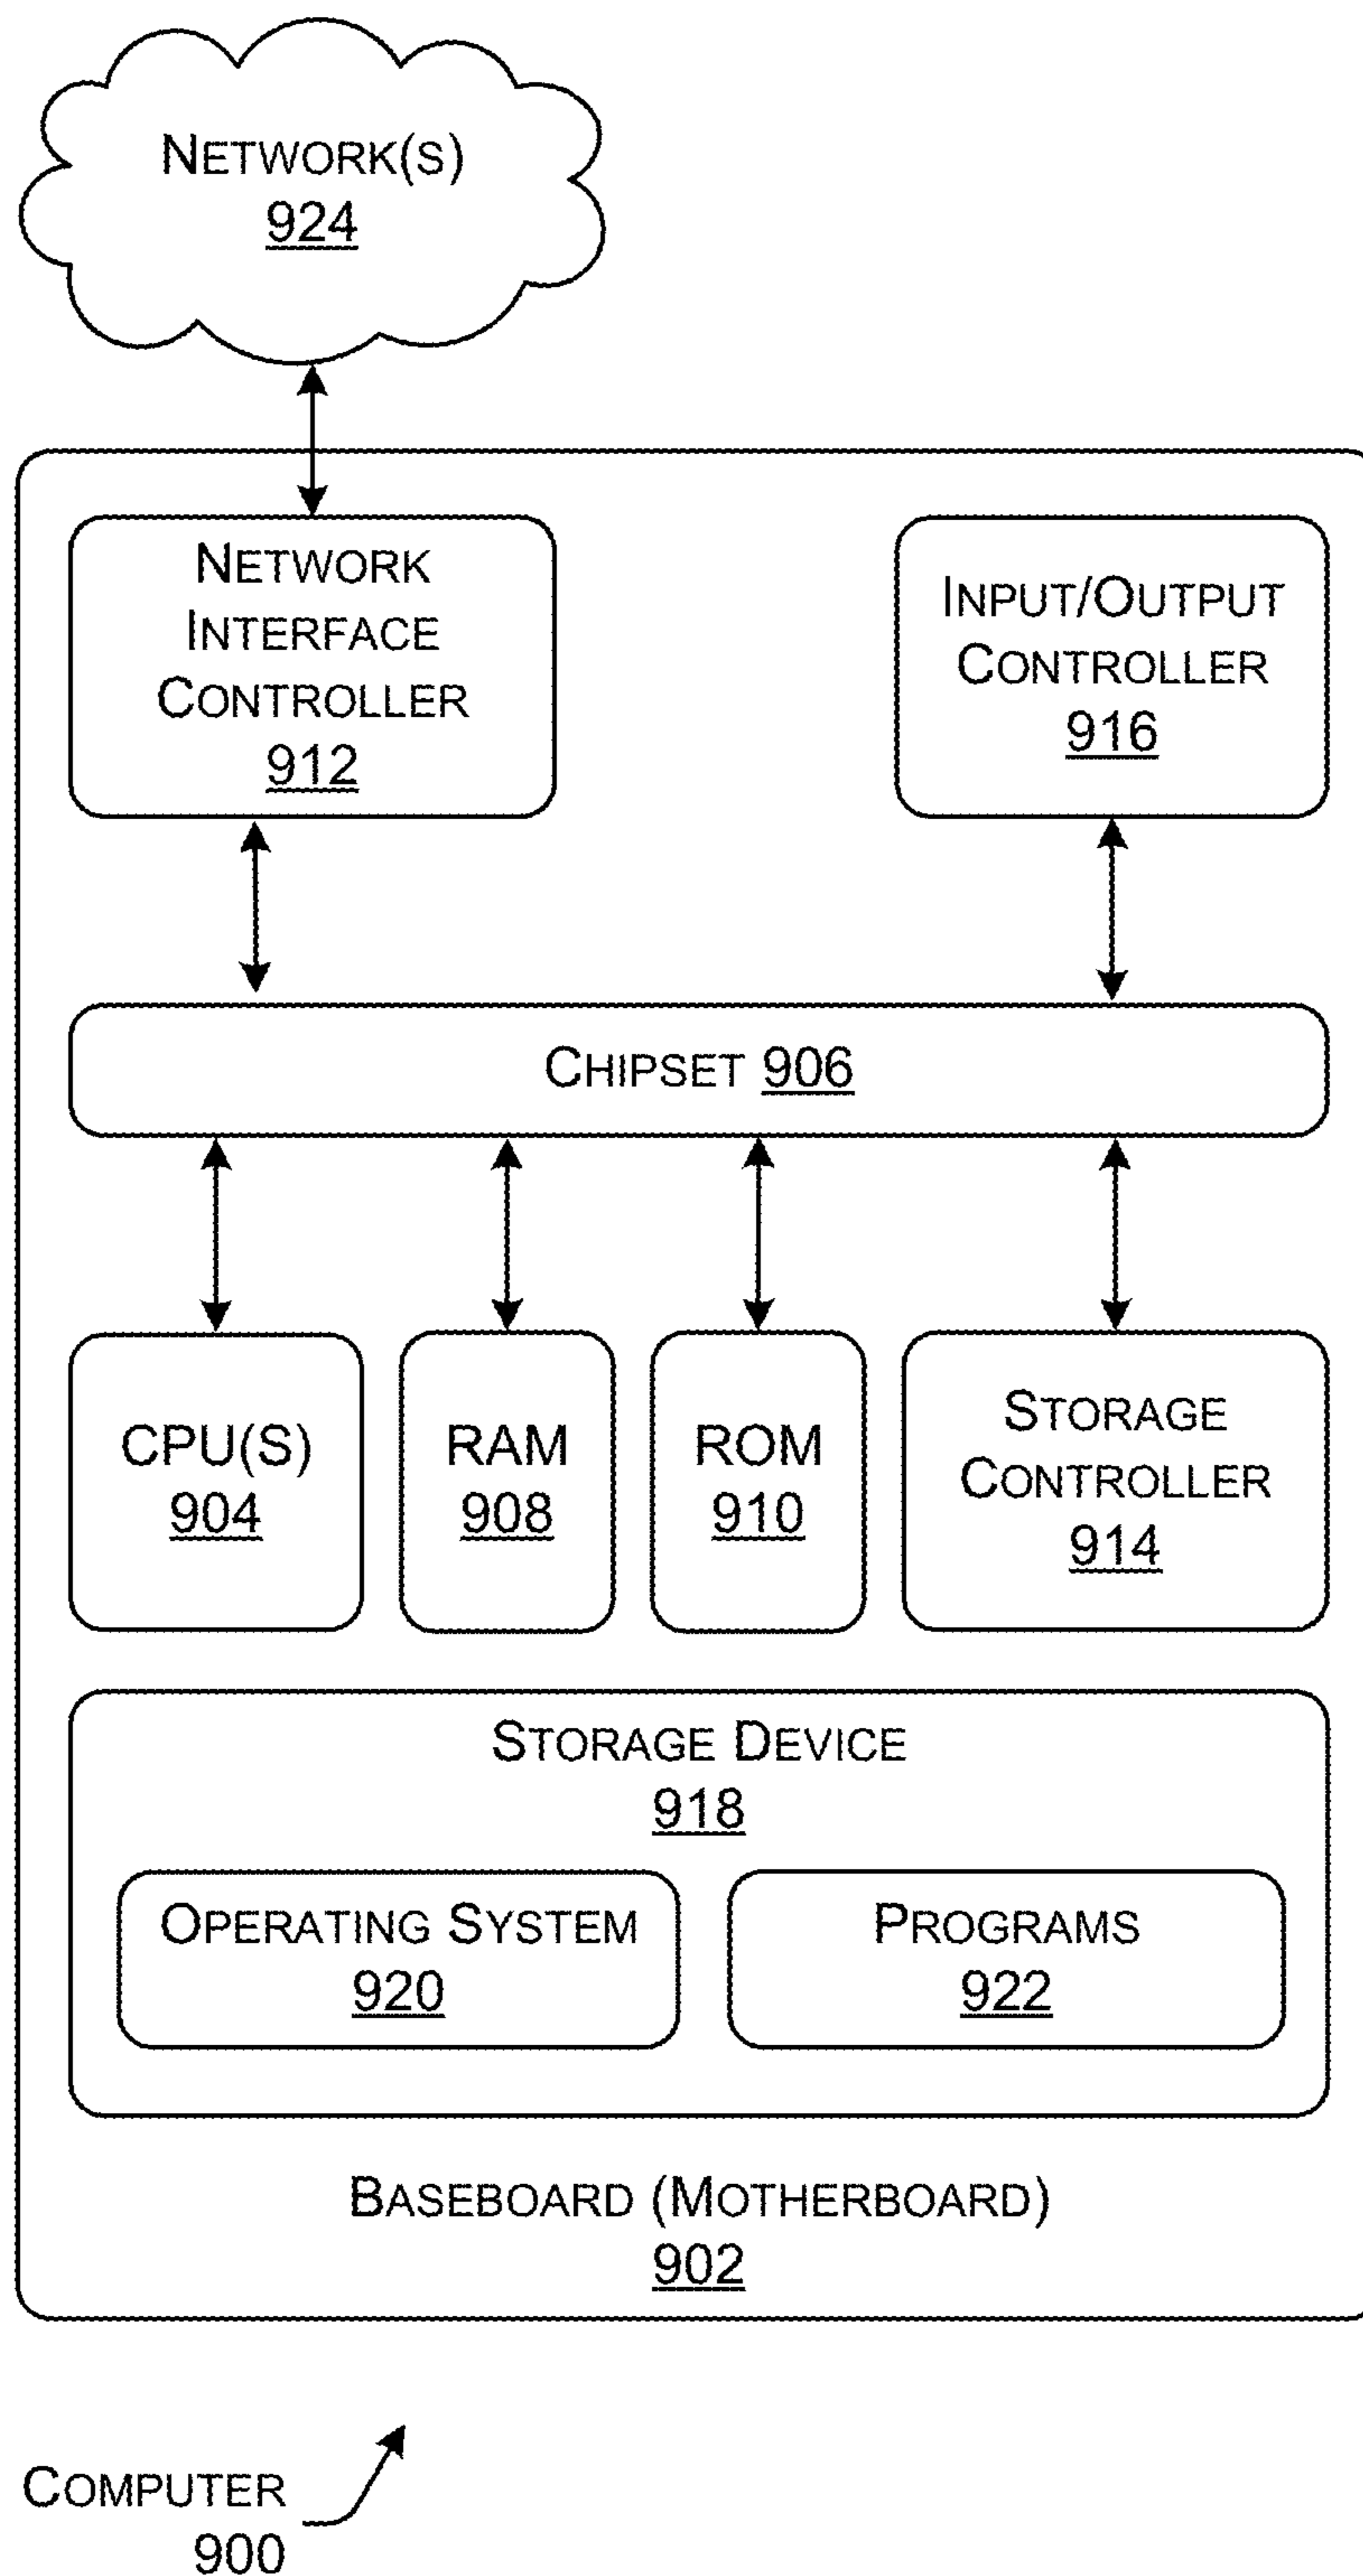 NETWORK(S)
924
NETWORK
INTERFACE
CONTROLLER
912
INPUT/OUTPUT
CONTROLLER
916
CHIPSET 906
CPU(S)
904
RAM
908
ROM
910
STORAGE
CONTROLLER
914
STORAGE DEVICE
918
OPERATING SYSTEM
920
PROGRAMS
922
BASEBOARD (MOTHERBOARD)
902
COMPUTER
900